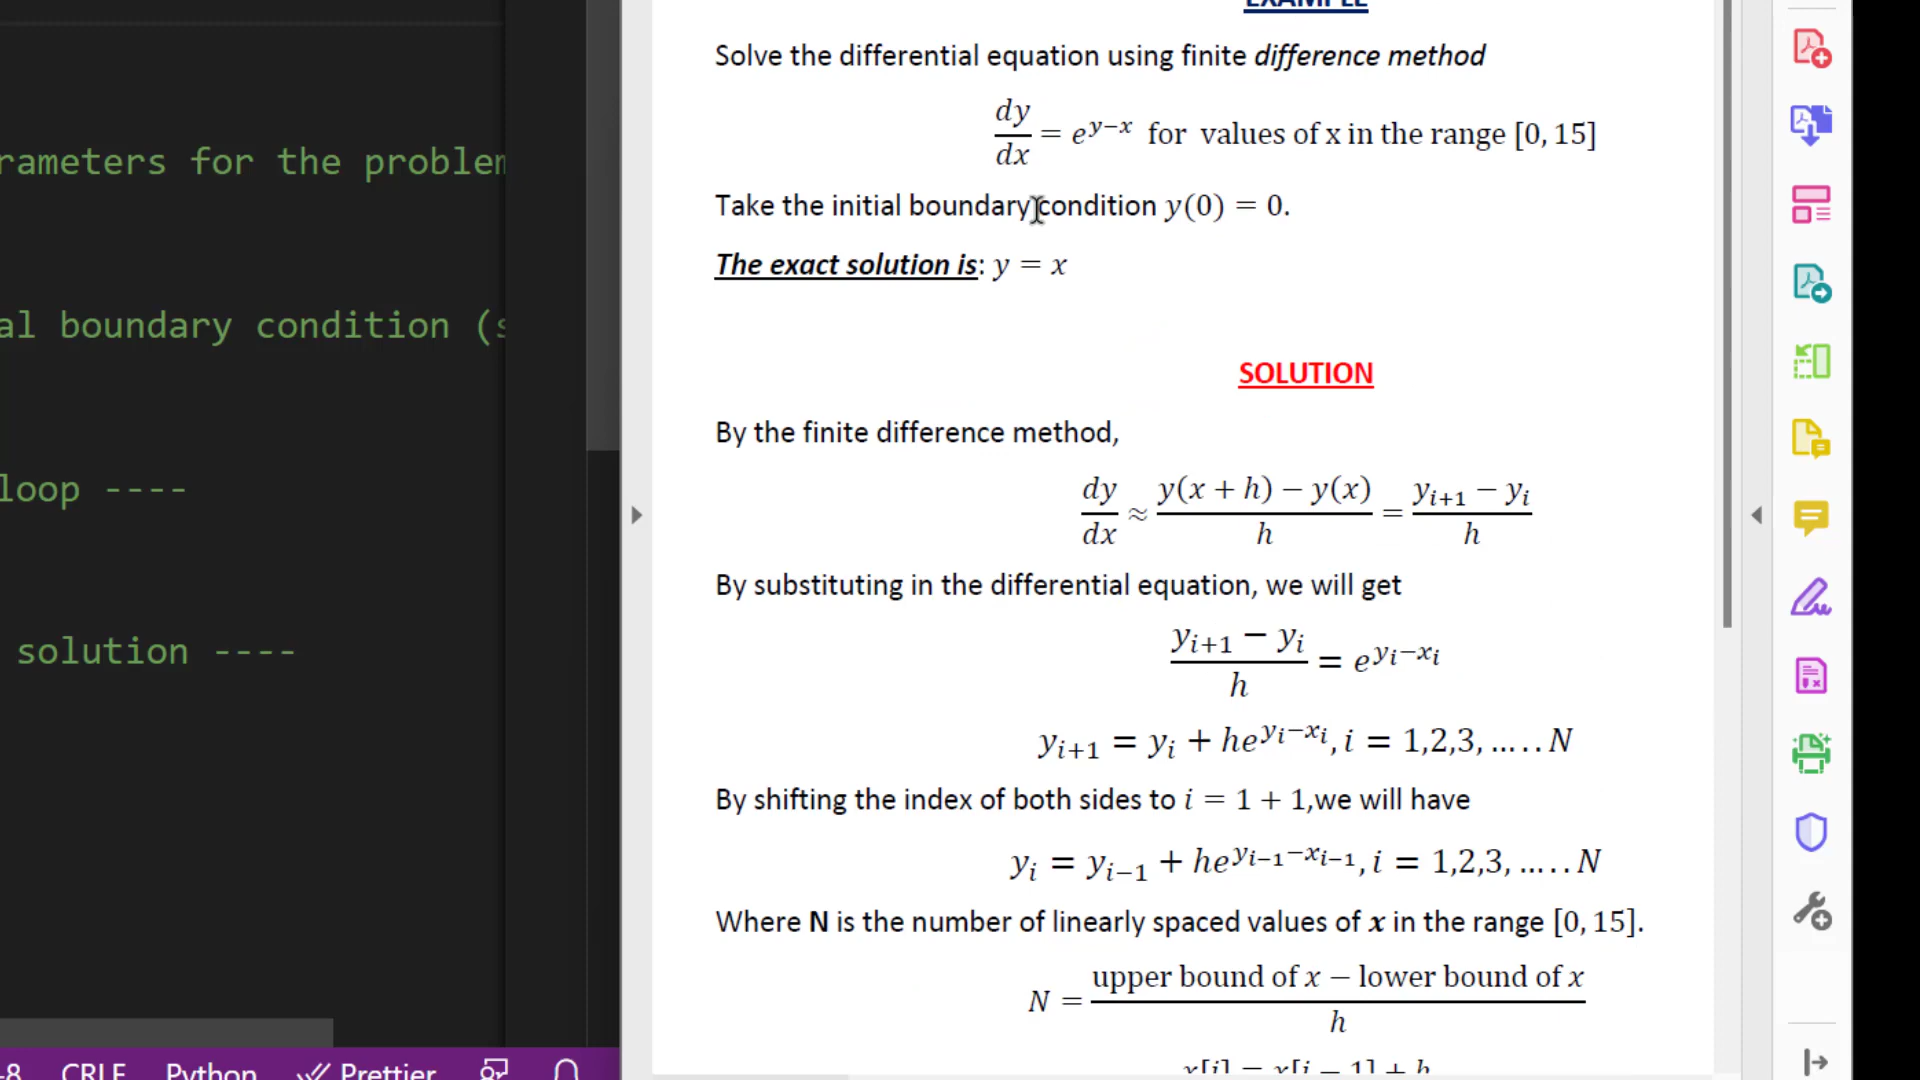 EXAMPLE
Solve the differential equation using finite difference method
dy/dx = e^{y−x} for values of x in the range [0, 15]
Take the initial boundary condition y(0) = 0.
The exact solution is: y = x
SOLUTION
By the finite difference method,
dy/dx ≈ (y(x + h) − y(x))/h = (y_{i+1} − y_i)/h
By substituting in the differential equation, we will get
(y_{i+1} − y_i)/h = e^{y_i−x_i}
y_{i+1} = y_i + he^{y_i−x_i}, i = 1,2,3, ..... N
By shifting the index of both sides to i = 1 + 1,we will have
y_i = y_{i−1} + he^{y_{i−1}−x_{i−1}}, i = 1,2,3, ..... N
Where N is the number of linearly spaced values of x in the range [0, 15].
N = (upper bound of x − lower bound of x)/h
x[i] = x[i − 1] + h
rameters for the problem
al boundary condition (s
loop ----
solution ----
-8 CRLF Python Prettier